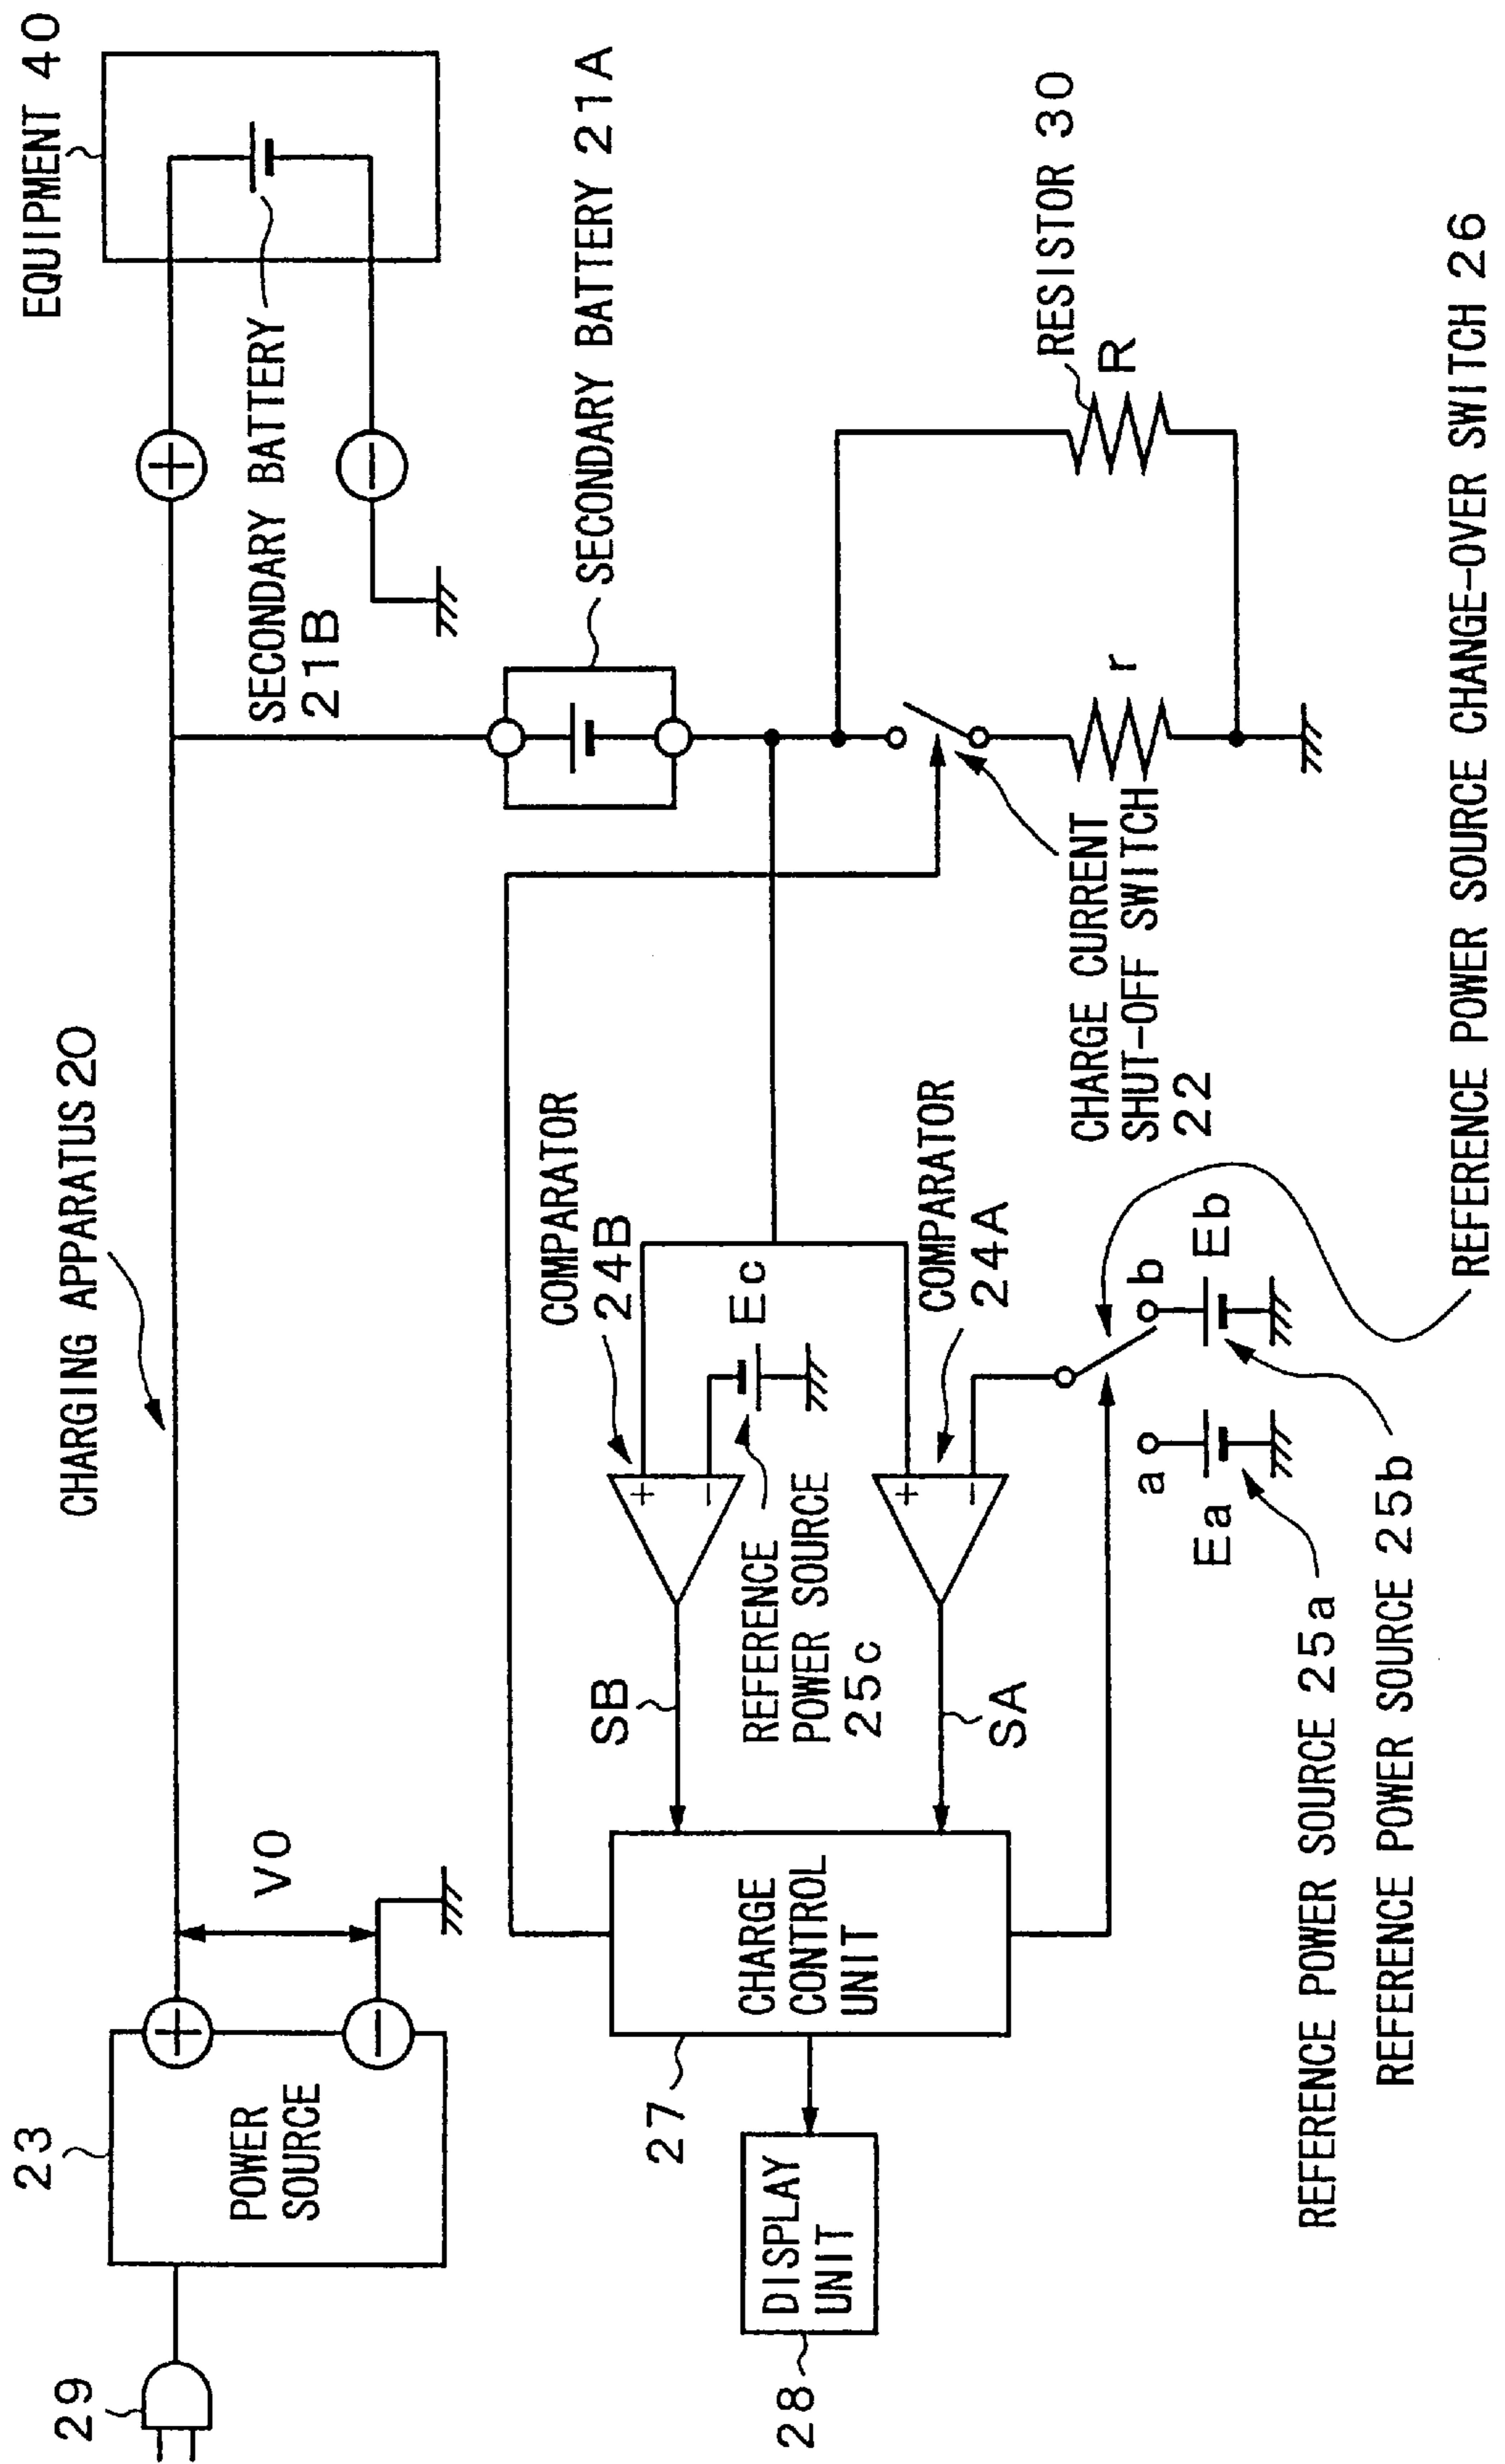 29
23
POWER
SOURCE
V0
CHARGING APPARATUS 20
EQUIPMENT 40
SECONDARY BATTERY
21B
SECONDARY BATTERY 21A
28
DISPLAY
UNIT
27
CHARGE
CONTROL
UNIT
SB
SA
COMPARATOR
24B
+
−
Ec
REFERENCE
POWER SOURCE
25c
COMPARATOR
24A
+
−
CHARGE CURRENT
SHUT-OFF SWITCH
22
r
RESISTOR 30
R
a
b
Ea
Eb
REFERENCE POWER SOURCE 25a
REFERENCE POWER SOURCE 25b
REFERENCE POWER SOURCE CHANGE-OVER SWITCH 26